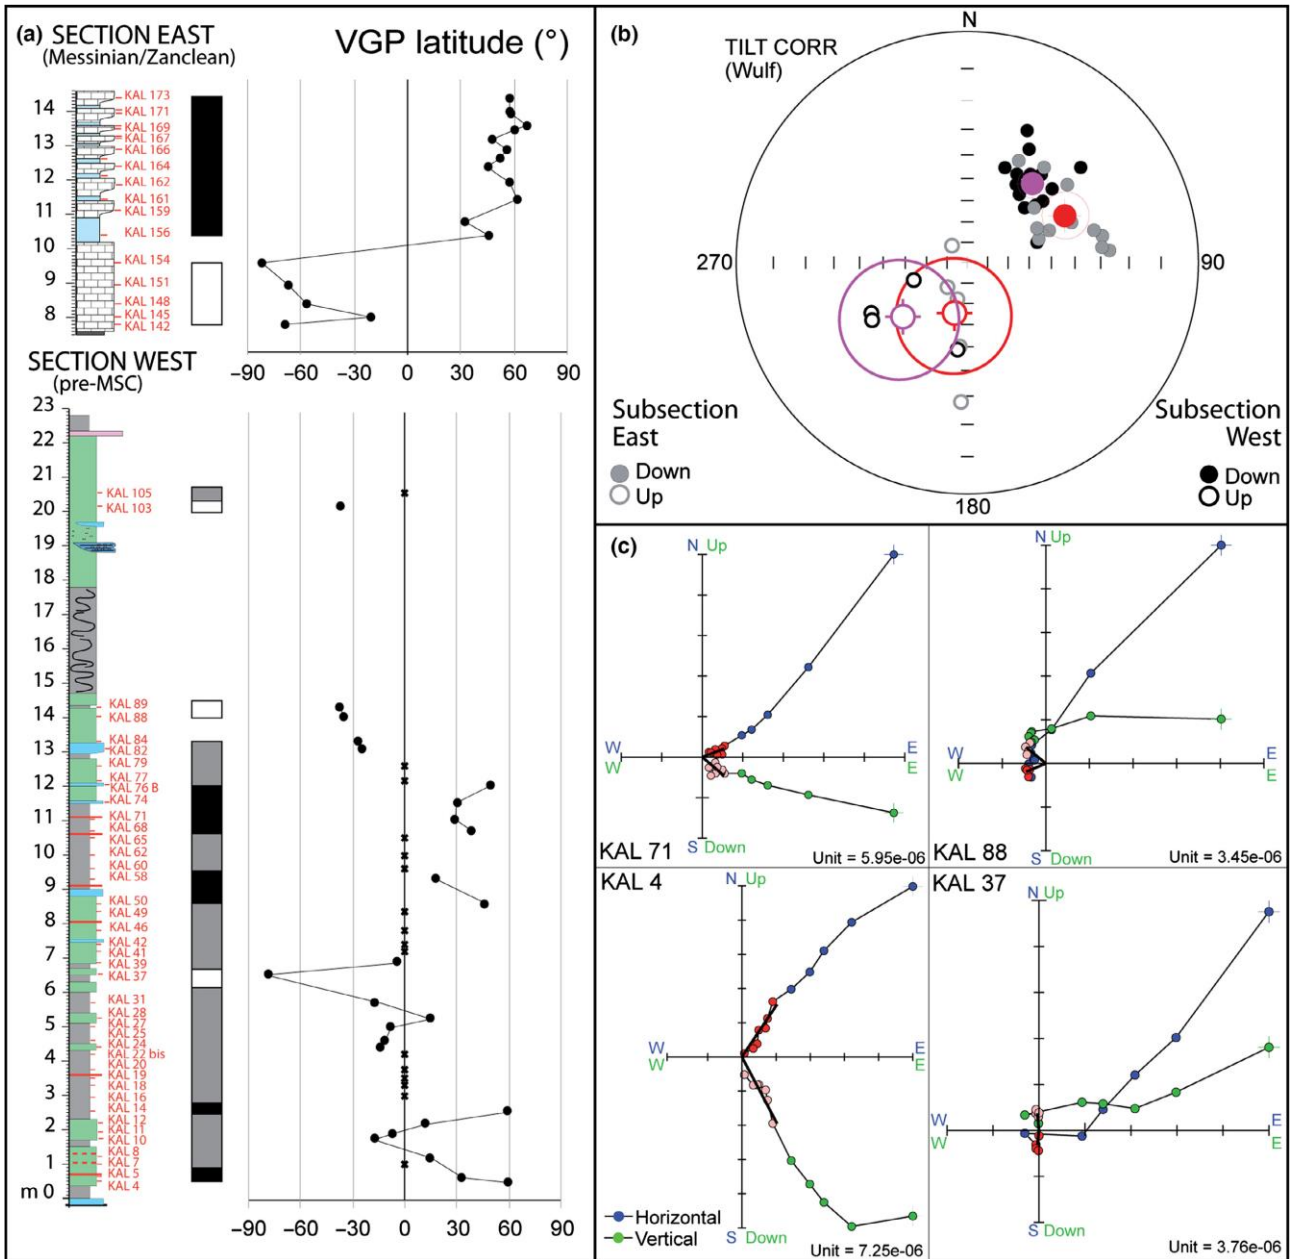 (a) SECTION EAST
(Messinian/Zanclean)
VGP latitude (°)
14
13
12
11
10
9
8
KAL 173
KAL 171
KAL 169
KAL 167
KAL 166
KAL 164
KAL 162
KAL 161
KAL 159
KAL 156
KAL 154
KAL 151
KAL 148
KAL 145
KAL 142
−90 −60 −30 0 30 60 90
SECTION WEST
(pre-MSC)
23
22
21
20
19
18
17
16
15
14
13
12
11
10
9
8
7
6
5
4
3
2
1
m 0
KAL 105
KAL 103
KAL 89
KAL 88
KAL 84
KAL 82
KAL 79
KAL 77
KAL 76 B
KAL 74
KAL 71
KAL 68
KAL 65
KAL 62
KAL 60
KAL 58
KAL 50
KAL 49
KAL 46
KAL 42
KAL 41
KAL 39
KAL 37
KAL 31
KAL 28
KAL 27
KAL 25
KAL 24
KAL 22 bis
KAL 20
KAL 19
KAL 18
KAL 16
KAL 14
KAL 12
KAL 11
KAL 10
KAL 8
KAL 7
KAL 5
KAL 4
−90 −60 −30 0 30 60 90
(b)
TILT CORR
(Wulf)
N
270
90
180
Subsection
East
Down
Up
Subsection
West
Down
Up
(c)
N Up
W
W
E
E
S Down
KAL 71
Unit = 5.95e-06
N Up
W
W
E
E
S Down
KAL 88
Unit = 3.45e-06
KAL 4
N Up
W
W
E
E
Horizontal
Vertical
S Down
Unit = 7.25e-06
KAL 37
N Up
W
W
E
E
S Down
Unit = 3.76e-06